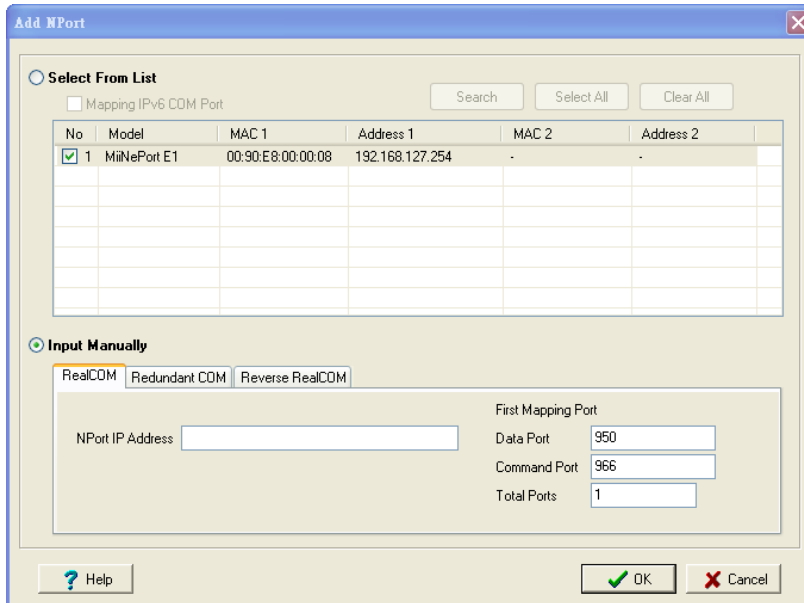 Add NPort
Select From List
Mapping IPv6 COM Port
Search Select All Clear All
No Model MAC 1 Address 1 MAC 2 Address 2
1 MiiNePort E1 00:90:E8:00:00:08 192.168.127.254 - -
Input Manually
RealCOM Redundant COM Reverse RealCOM
First Mapping Port
NPort IP Address Data Port 950
Command Port 966
Total Ports 1
? Help OK Cancel